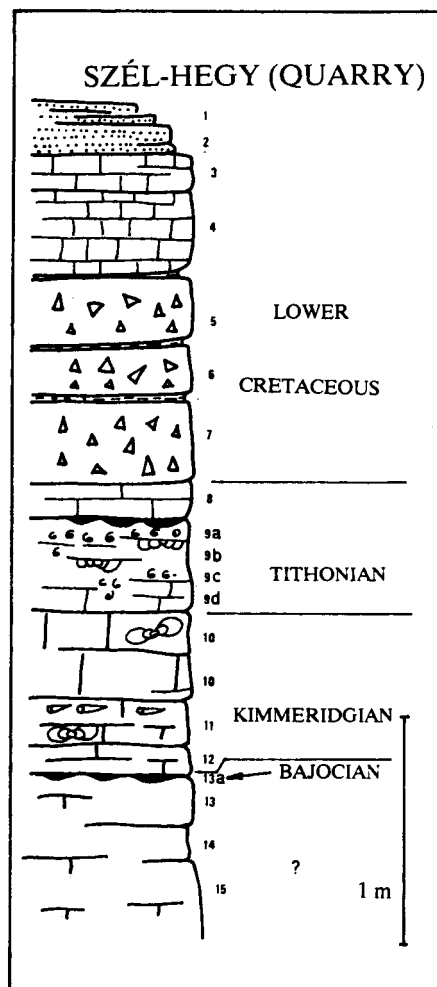 SZÉL-HEGY (QUARRY)
1
2
3
4
5 LOWER
6 CRETACEOUS
7
8
9a
9b
9c TITHONIAN
9d
10
10
11 KIMMERIDGIAN
12
13a BAJOCIAN
13
14
?
15 1 m